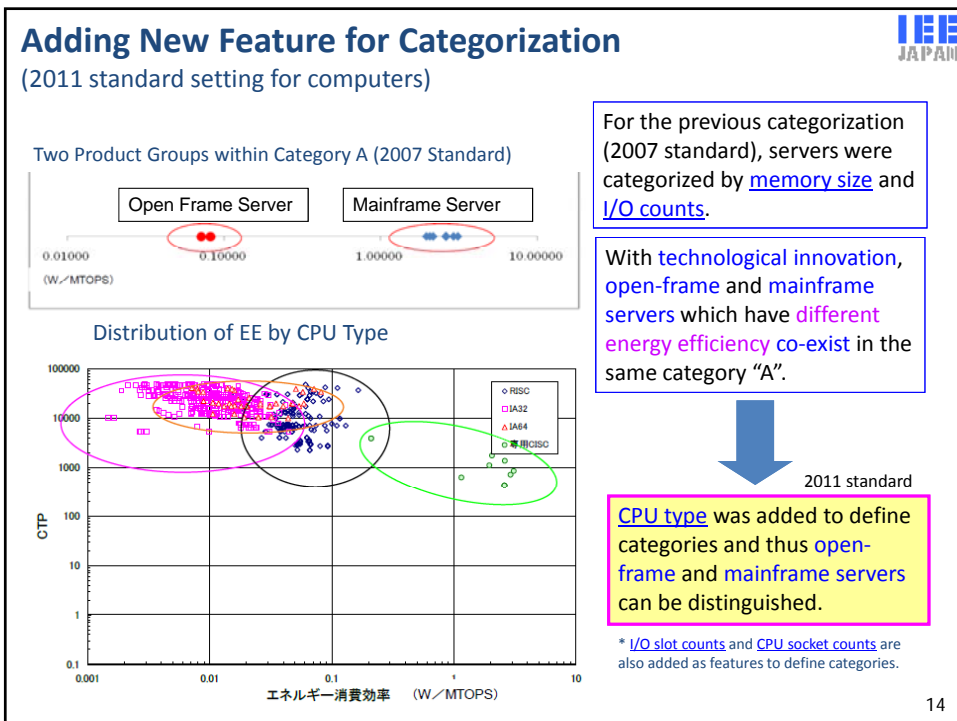 Adding New Feature for Categorization
(2011 standard setting for computers)
IEE
JAPAN
Two Product Groups within Category A (2007 Standard)
Open Frame Server
Mainframe Server
0.01000
0.10000
1.00000
10.00000
(W／MTOPS)
For the previous categorization
(2007 standard), servers were
categorized by memory size and
I/O counts.
With technological innovation,
open-frame and mainframe
servers which have different
energy efficiency co-exist in the
same category “A”.
Distribution of EE by CPU Type
100000
10000
1000
100
10
1
0.1
CTP
RISC
IA32
IA64
専用CISC
0.001
0.01
0.1
1
10
エネルギー消費効率 (W／MTOPS)
2011 standard
CPU type was added to define
categories and thus open-
frame and mainframe servers
can be distinguished.
* I/O slot counts and CPU socket counts are
also added as features to define categories.
14